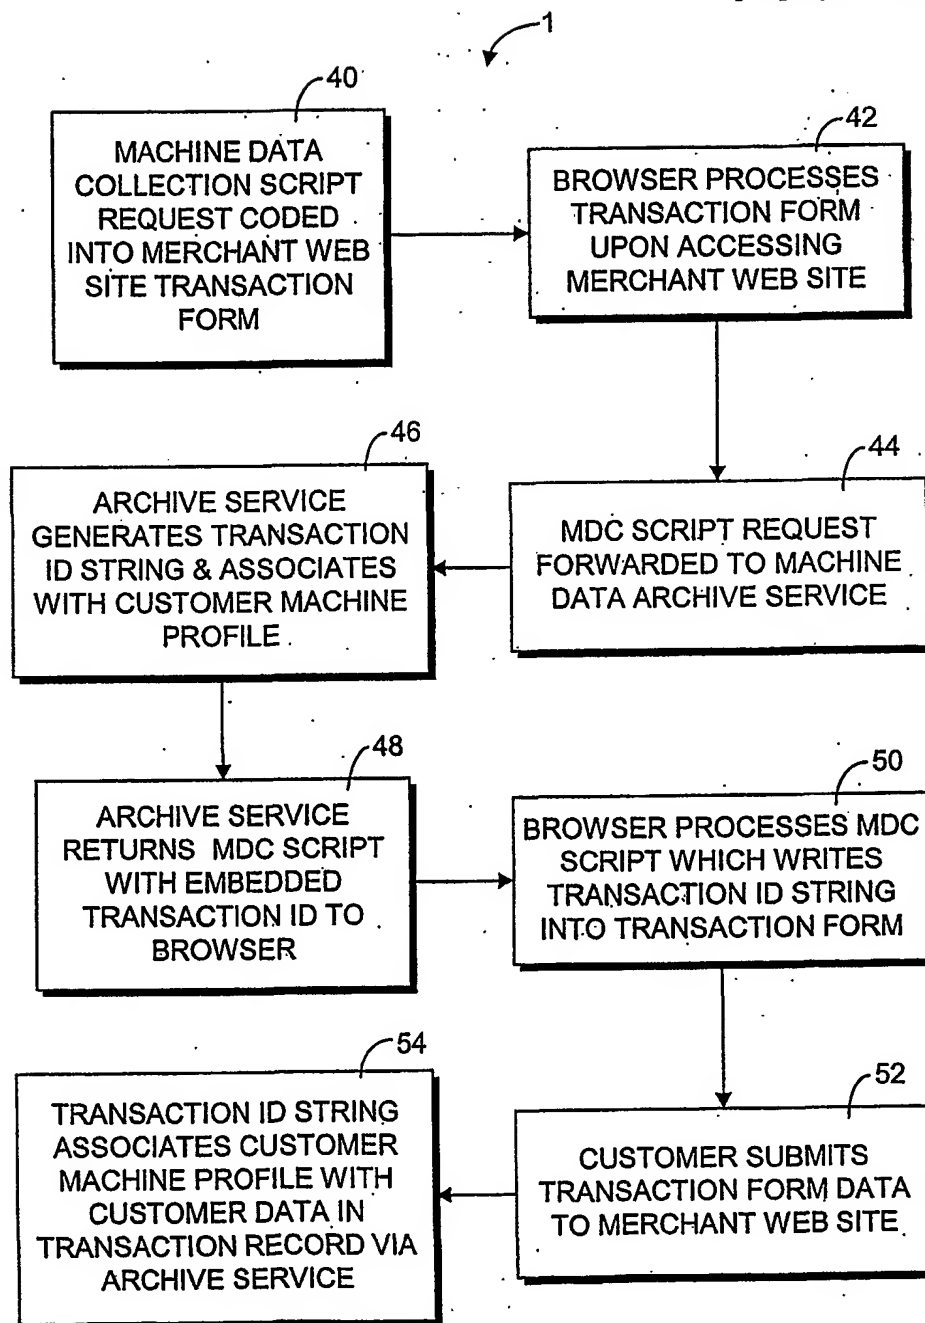 1
40
MACHINE DATA
COLLECTION SCRIPT
REQUEST CODED
INTO MERCHANT WEB
SITE TRANSACTION
FORM
42
BROWSER PROCESSES
TRANSACTION FORM
UPON ACCESSING
MERCHANT WEB SITE
44
MDC SCRIPT REQUEST
FORWARDED TO MACHINE
DATA ARCHIVE SERVICE
46
ARCHIVE SERVICE
GENERATES TRANSACTION
ID STRING & ASSOCIATES
WITH CUSTOMER MACHINE
PROFILE
48
ARCHIVE SERVICE
RETURNS MDC SCRIPT
WITH EMBEDDED
TRANSACTION ID TO
BROWSER
50
BROWSER PROCESSES MDC
SCRIPT WHICH WRITES
TRANSACTION ID STRING
INTO TRANSACTION FORM
52
CUSTOMER SUBMITS
TRANSACTION FORM DATA
TO MERCHANT WEB SITE
54
TRANSACTION ID STRING
ASSOCIATES CUSTOMER
MACHINE PROFILE WITH
CUSTOMER DATA IN
TRANSACTION RECORD VIA
ARCHIVE SERVICE